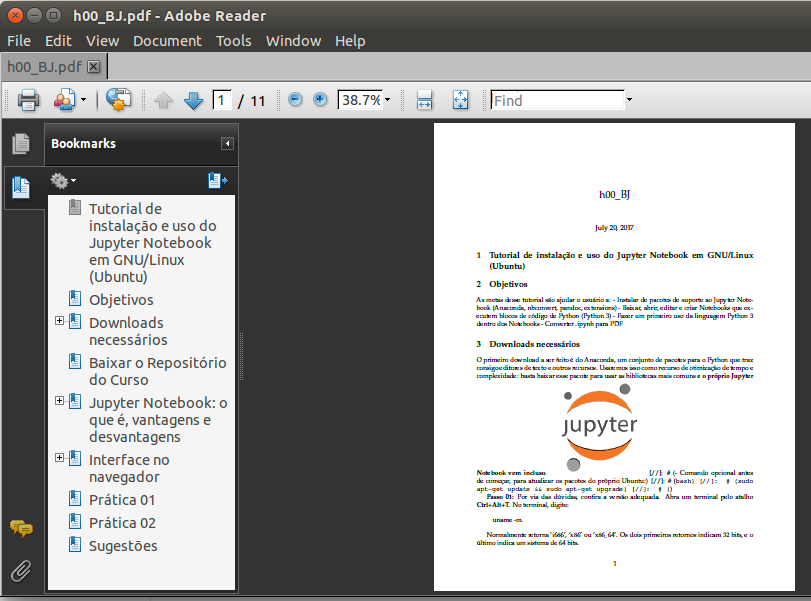 h00_BJ.pdf - Adobe Reader
File Edit View Document Tools Window Help
h00_BJ.pdf
1 / 11 38.7% Find
Bookmarks
Tutorial de
instalação e uso do
Jupyter Notebook
em GNU/Linux
(Ubuntu)
Objetivos
Downloads
necessários
Baixar o Repositório
do Curso
Jupyter Notebook: o
que é, vantagens e
desvantagens
Interface no
navegador
Prática 01
Prática 02
Sugestões
h00_BJ
July 20, 2017
1 Tutorial de instalação e uso do Jupyter Notebook em GNU/Linux
(Ubuntu)
2 Objetivos
As metas desse tutorial são ajudar o usuário a: - Instalar de pacotes de suporte ao Jupyter Note-
book (Anaconda, nbconvert, pandoc, extensions) - Baixar, abrir, editar e criar Notebooks que ex-
ecutem blocos de código de Python (Python 3) - Fazer um primeiro uso da linguagem Python 3
dentro dos Notebooks - Converter .ipynb para PDF
3 Downloads necessários
O primeiro download a ser feito é do Anaconda, um conjunto de pacotes para o Python que traz
consigo editores de texto e outros recursos. Usaremos isso como recurso de otimização de tempo e
complexidade: basta baixar esse pacote para usar as bibliotecas mais comuns e o próprio Jupyter
jupyter
Notebook vem incluso. [//]: # (- Comando opcional antes
de começar, para atualizar os pacotes do próprio Ubuntu:) [//]: # (bash) [//]: # (sudo
apt-get update && sudo apt-get upgrade) [//]: # ()
Passo 01: Por via das dúvidas, confira a versão adequada. Abra um terminal pelo atalho
Ctrl+Alt+T. No terminal, digite:
uname -m.
Normalmente retorna 'i686', 'x86' ou 'x86_64'. Os dois primeiros retornos indicam 32 bits, e o
último indica um sistema de 64 bits.
1